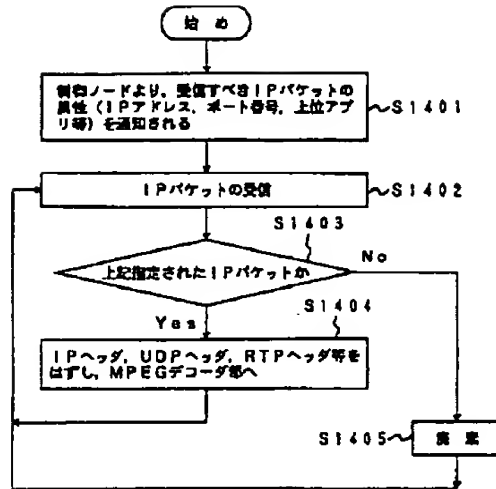 始め
制御ノードより，受信すべきＩＰパケットの
属性（ＩＰアドレス，ポート番号，上位アプ
リ等）を通知される
Ｓ１４０１
ＩＰパケットの受信
Ｓ１４０２
Ｓ１４０３
上記指定されたＩＰパケットか
Ｎｏ
Ｙｅｓ
Ｓ１４０４
ＩＰヘッダ，ＵＤＰヘッダ，ＲＴＰヘッダ等を
はずし，ＭＰＥＧデコーダ部へ
Ｓ１４０５
廃棄